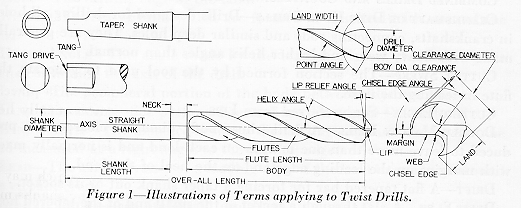 TAPER SHANK
TANG
TANG DRIVE
LAND WIDTH
DRILL
DIAMETER
POINT ANGLE
CLEARANCE DIAMETER
BODY DIA CLEARANCE
CHISEL EDGE ANGLE
LIP RELIEF ANGLE
NECK
HELIX ANGLE
SHANK
DIAMETER
AXIS
STRAIGHT
SHANK
FLUTES
FLUTE LENGTH
SHANK
LENGTH
BODY
OVER-ALL LENGTH
MARGIN
LIP
WEB
CHISEL EDGE
LAND
Figure 1—Illustrations of Terms applying to Twist Drills.